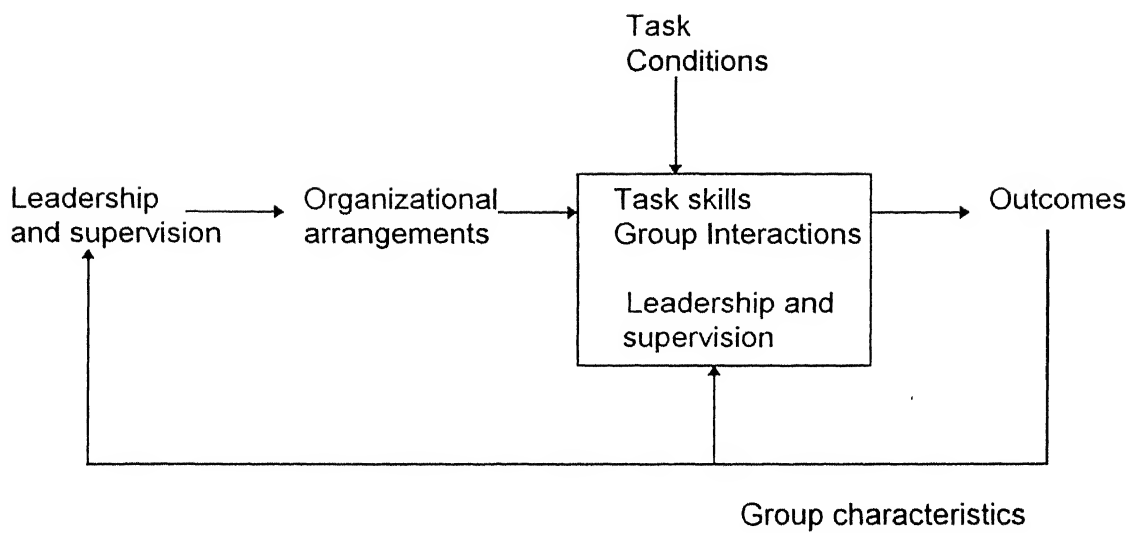 Task
Conditions
Leadership
and supervision
Organizational
arrangements
Task skills
Group Interactions
Leadership and
supervision
Outcomes
Group characteristics